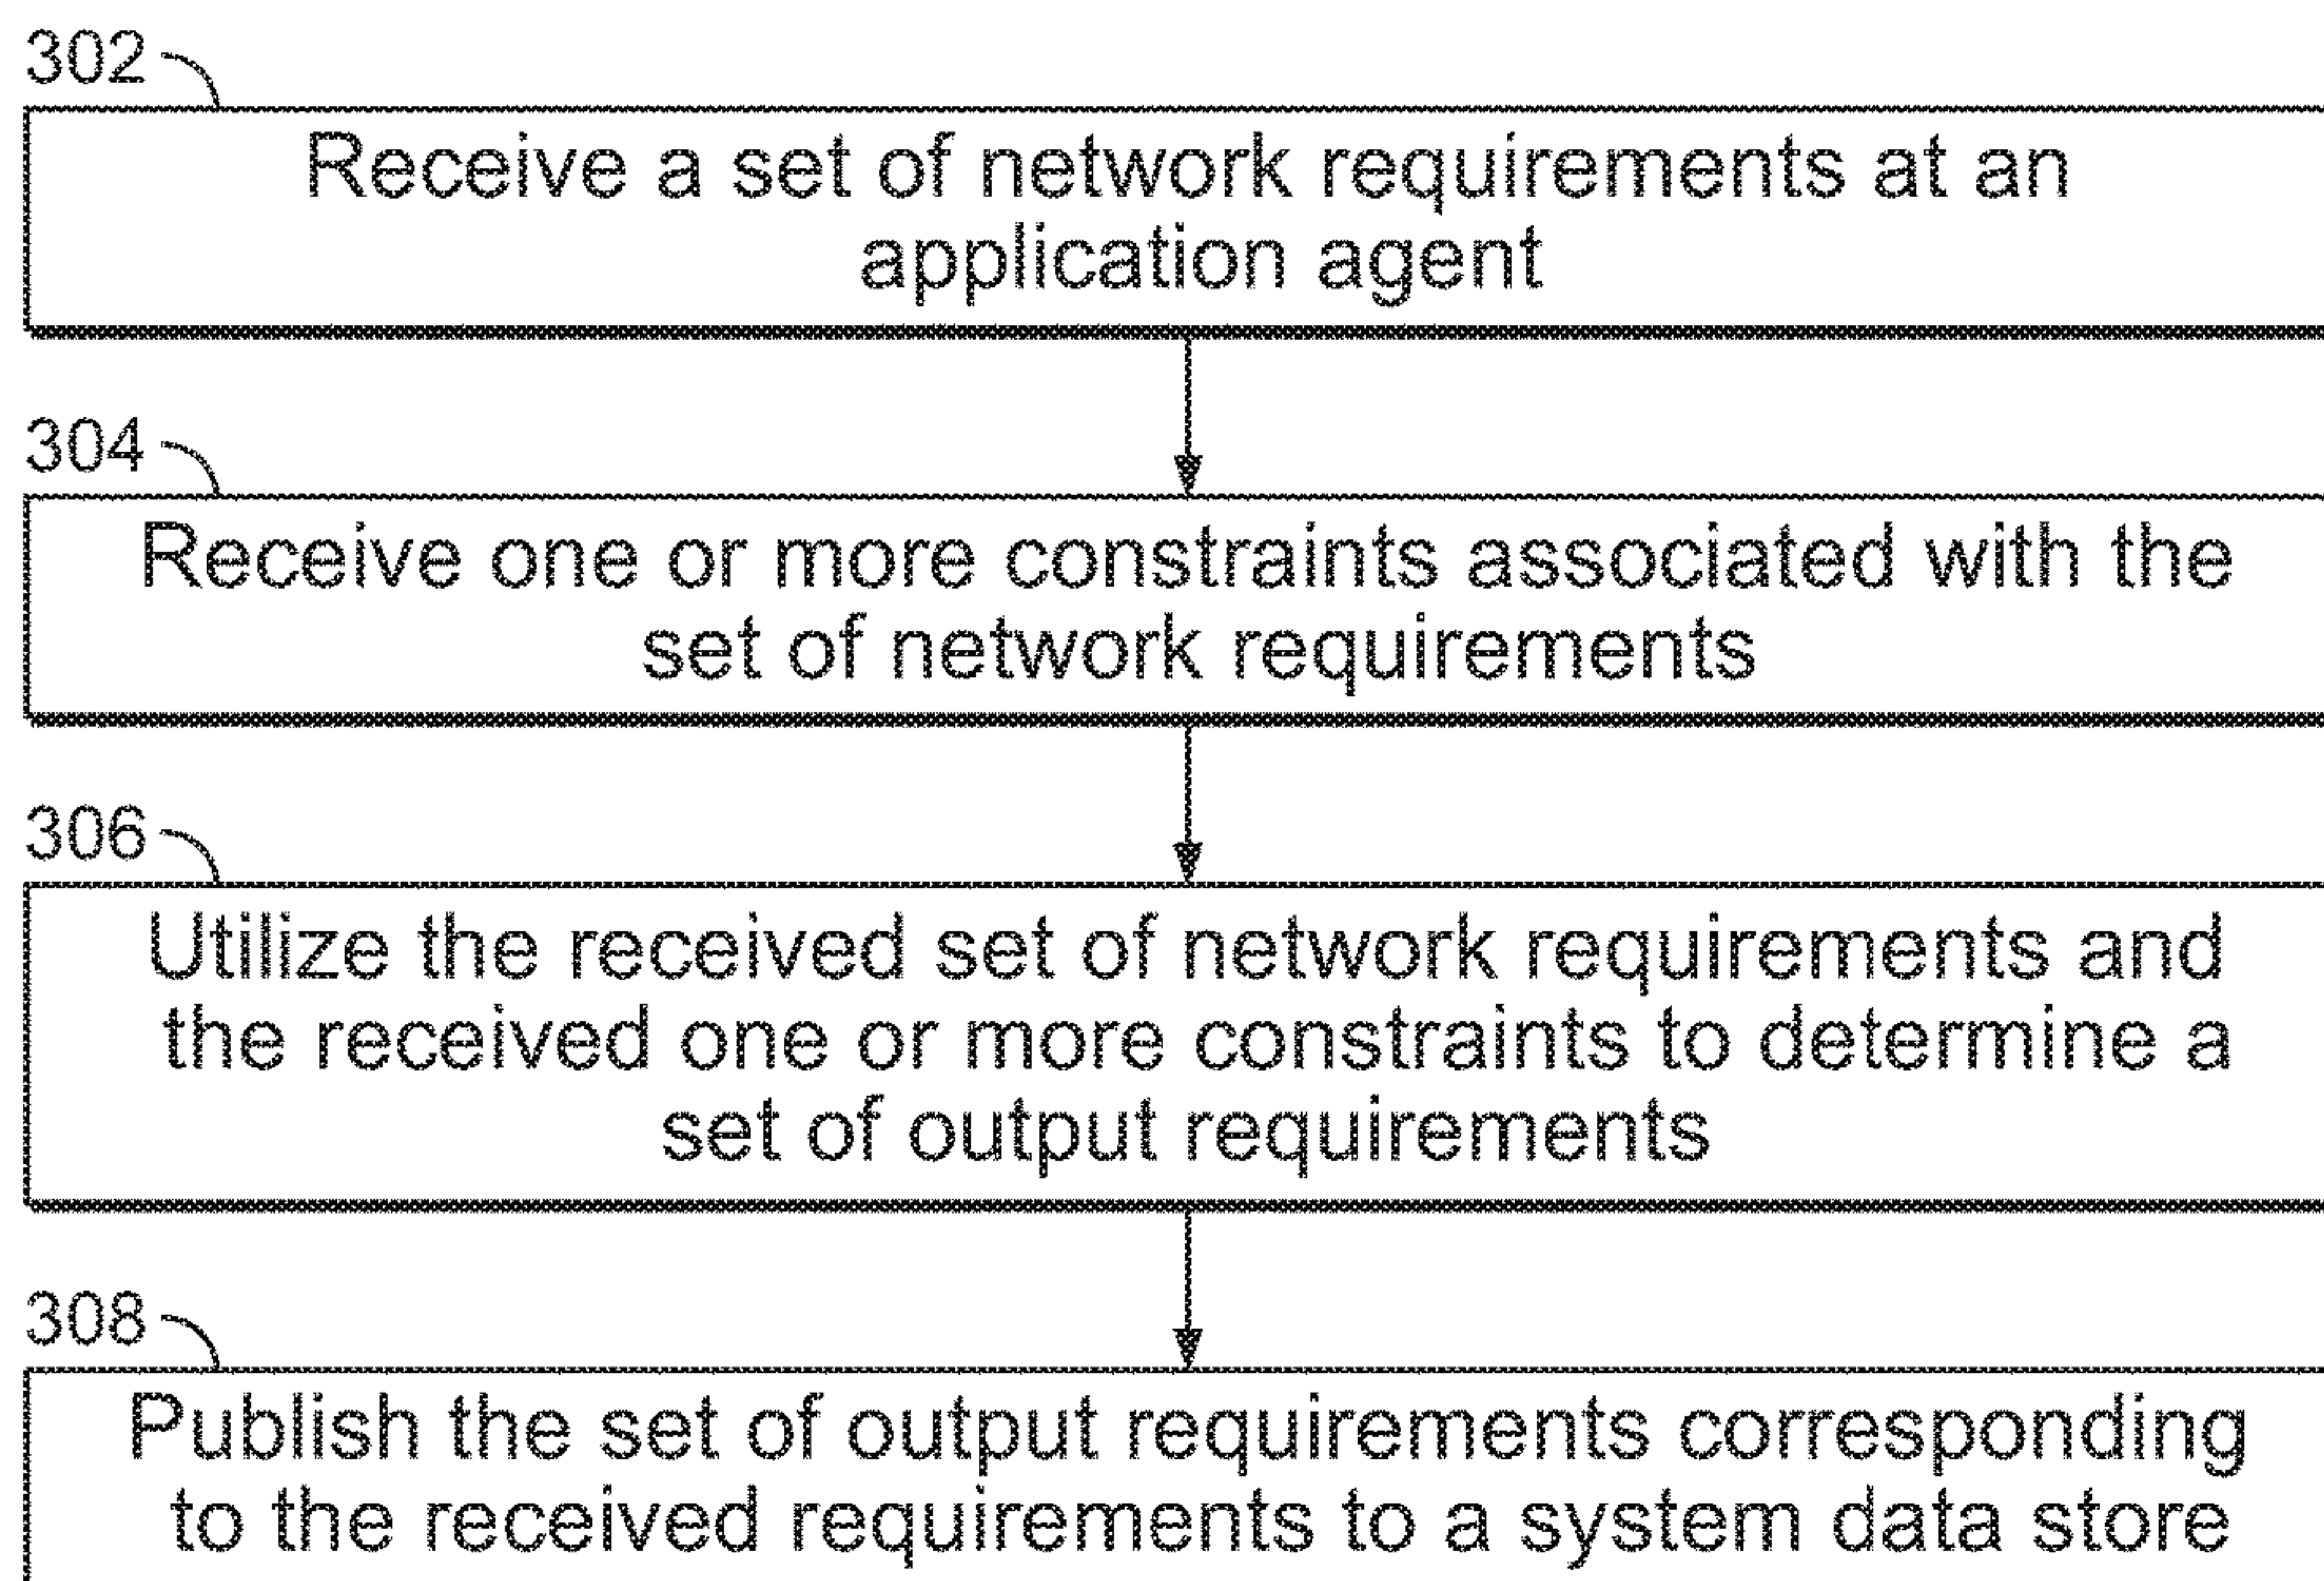 302
Receive a set of network requirements at an
application agent
304
Receive one or more constraints associated with the
set of network requirements
306
Utilize the received set of network requirements and
the received one or more constraints to determine a
set of output requirements
308
Publish the set of output requirements corresponding
to the received requirements to a system data store